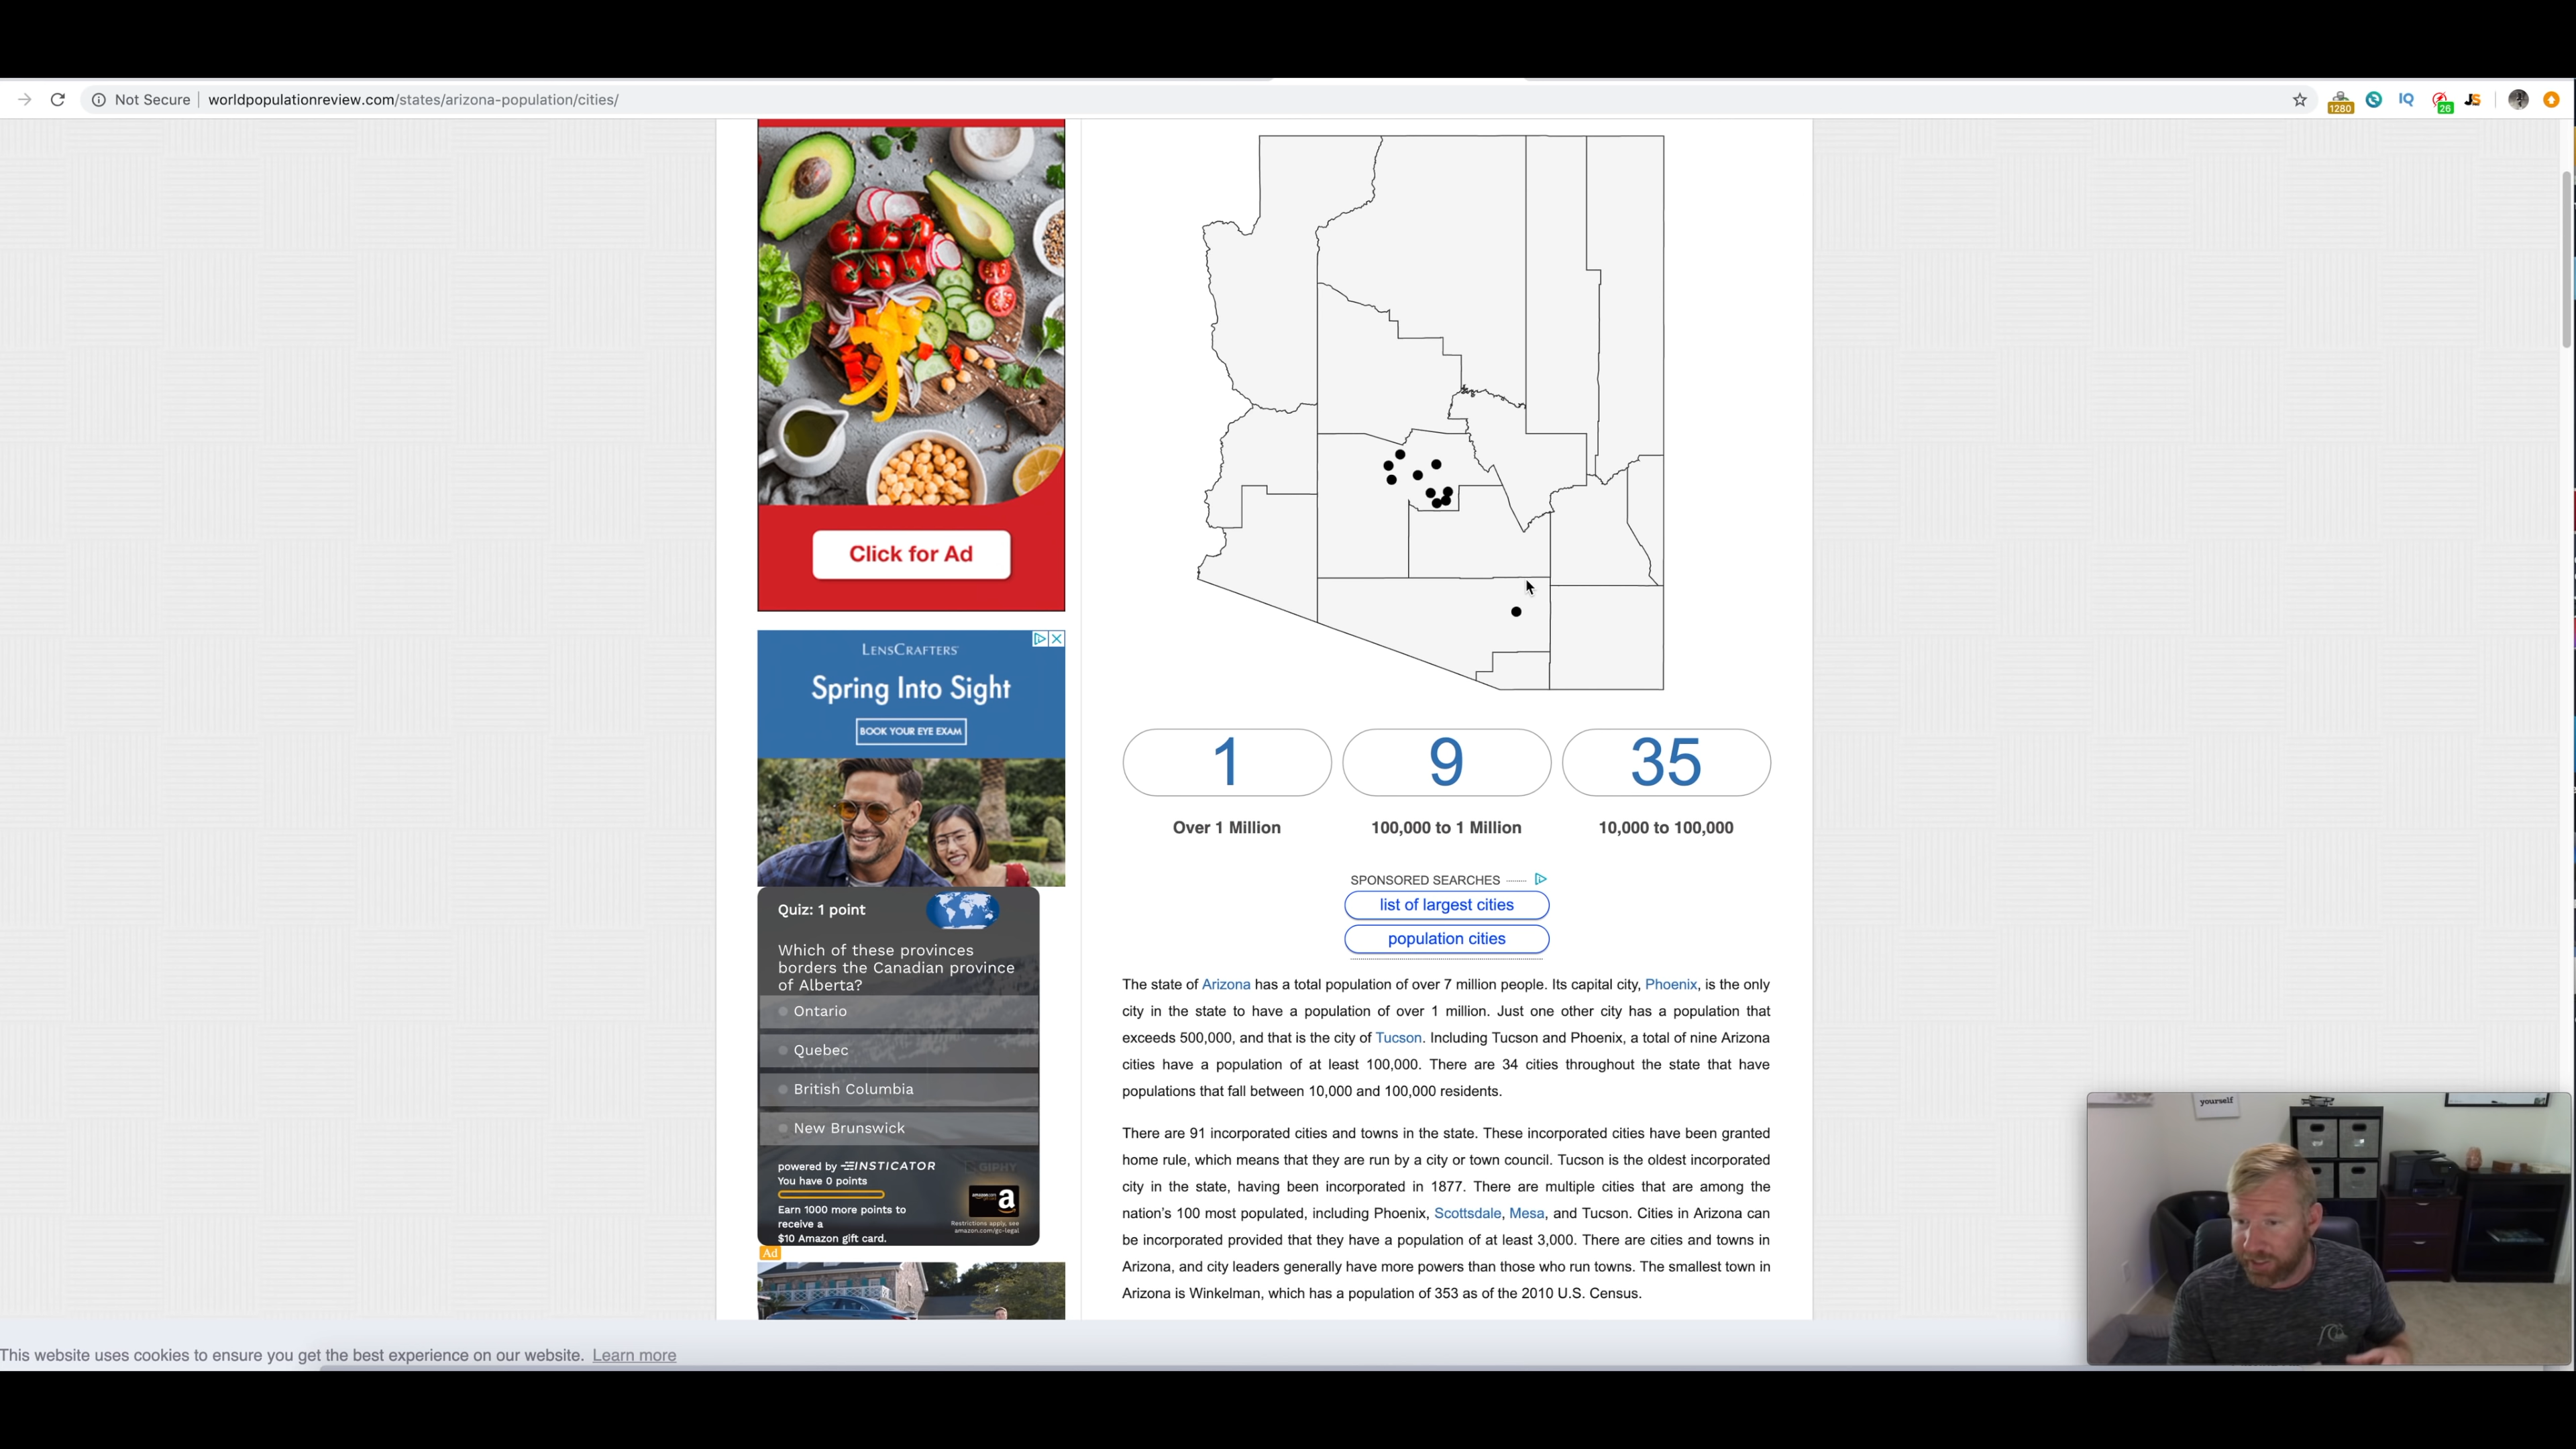 Not Secure
worldpopulationreview.com/states/arizona-population/cities/
1280
IQ
26
JS
Click for Ad
LENSCRAFTERS
Spring Into Sight
BOOK YOUR EYE EXAM
Quiz: 1 point
Which of these provinces
borders the Canadian province
of Alberta?
Ontario
Quebec
British Columbia
New Brunswick
powered by INSTICATOR
GIPHY
You have 0 points
Earn 1000 more points to
receive a
$10 Amazon gift card.
amazon.com
a
Restrictions apply, see
amazon.com/gc-legal
Ad
1
9
35
Over 1 Million
100,000 to 1 Million
10,000 to 100,000
SPONSORED SEARCHES
list of largest cities
population cities
The state of Arizona has a total population of over 7 million people. Its capital city, Phoenix, is the only
city in the state to have a population of over 1 million. Just one other city has a population that
exceeds 500,000, and that is the city of Tucson. Including Tucson and Phoenix, a total of nine Arizona
cities have a population of at least 100,000. There are 34 cities throughout the state that have
populations that fall between 10,000 and 100,000 residents.
There are 91 incorporated cities and towns in the state. These incorporated cities have been granted
home rule, which means that they are run by a city or town council. Tucson is the oldest incorporated
city in the state, having been incorporated in 1877. There are multiple cities that are among the
nation's 100 most populated, including Phoenix, Scottsdale, Mesa, and Tucson. Cities in Arizona can
be incorporated provided that they have a population of at least 3,000. There are cities and towns in
Arizona, and city leaders generally have more powers than those who run towns. The smallest town in
Arizona is Winkelman, which has a population of 353 as of the 2010 U.S. Census.
yourself
This website uses cookies to ensure you get the best experience on our website. Learn more